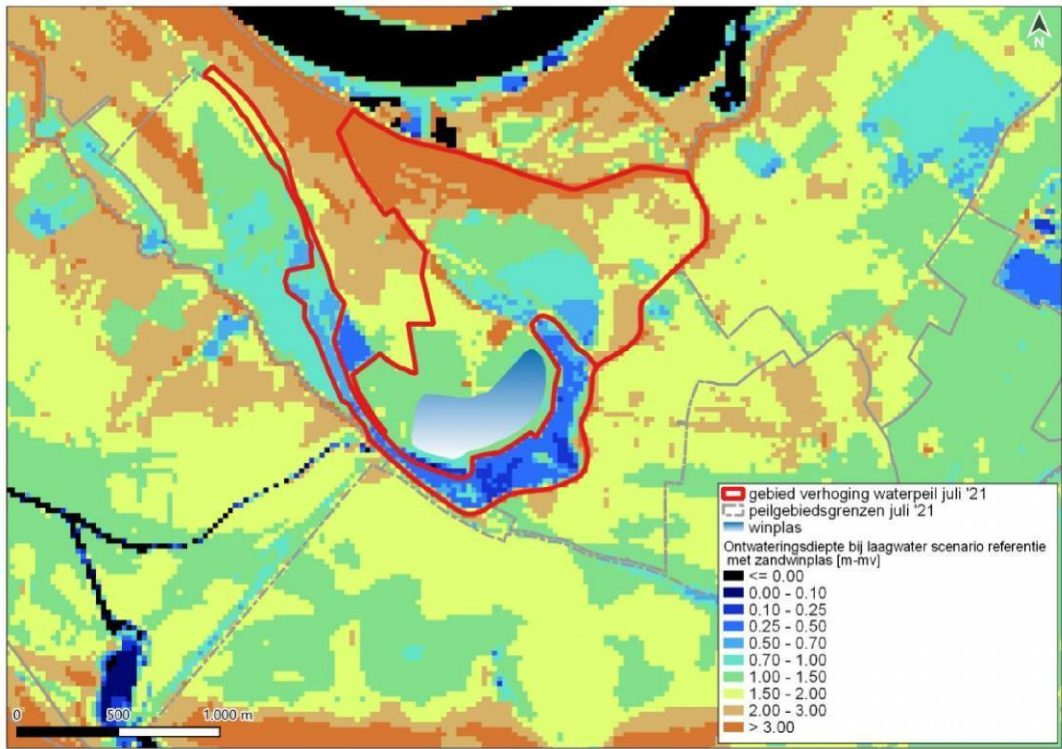 N
gebied verhoging waterpeil juli '21
peilgebiedsgrenzen juli '21
winplas
Ontwateringsdiepte bij laagwater scenario referentie
met zandwinplas [m-mv]
<= 0.00
0.00 - 0.10
0.10 - 0.25
0.25 - 0.50
0.50 - 0.70
0.70 - 1.00
1.00 - 1.50
1.50 - 2.00
2.00 - 3.00
> 3.00
0 500 1.000 m